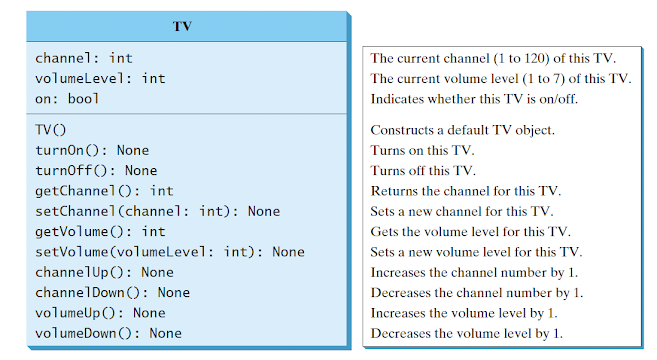 TV
channel: int
The current channel (1 to 120) of this TV.
volumeLevel: int
The current volume level (1 to 7) of this TV.
on: bool
Indicates whether this TV is on/off.
TV()
Constructs a default TV object.
turnOn(): None
Turns on this TV.
turnOff(): None
Turns off this TV.
getChannel(): int
Returns the channel for this TV.
setChannel(channel: int): None
Sets a new channel for this TV.
getVolume(): int
Gets the volume level for this TV.
setVolume(volumeLevel: int): None
Sets a new volume level for this TV.
channelUp(): None
Increases the channel number by 1.
channelDown(): None
Decreases the channel number by 1.
volumeUp(): None
Increases the volume level by 1.
volumeDown(): None
Decreases the volume level by 1.